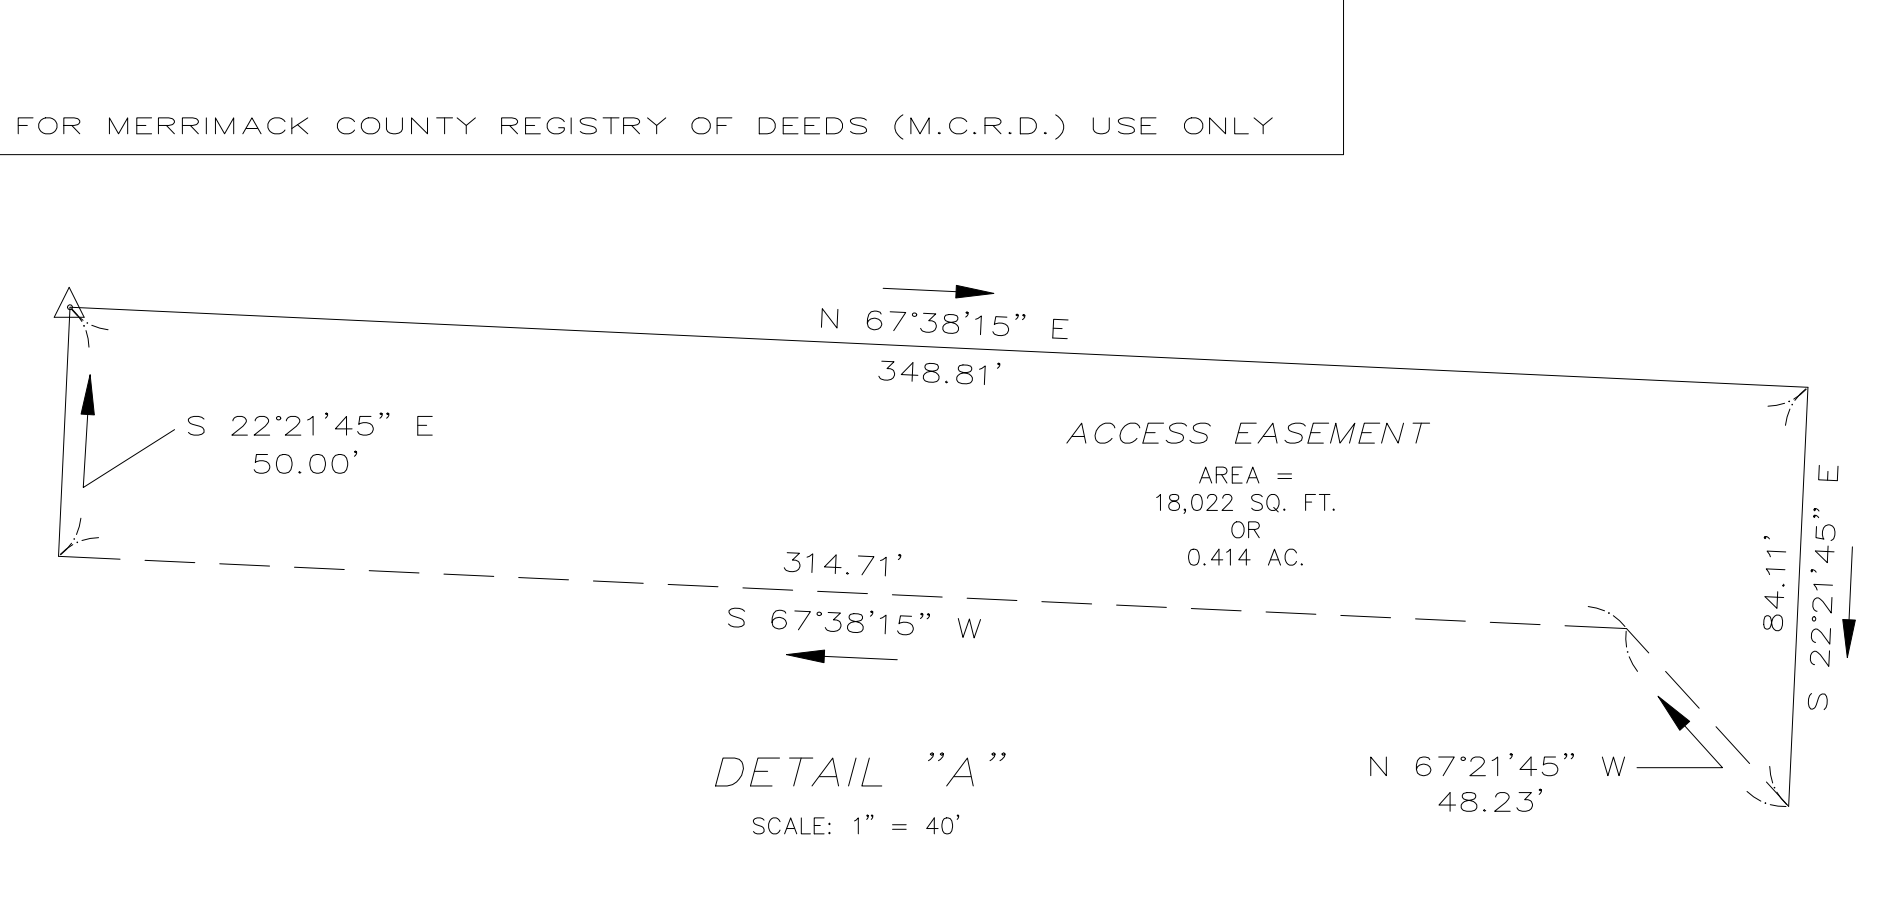 FOR MERRIMACK COUNTY REGISTRY OF DEEDS (M.C.R.D.) USE ONLY
N 67°38'15" E
348.81'
S 22°21'45" E
50.00'
ACCESS EASEMENT
AREA =
18,022 SQ. FT.
OR
0.414 AC.
84.11'
S 22°21'45" E
314.71'
S 67°38'15" W
N 67°21'45" W
48.23'
DETAIL "A"
SCALE: 1" = 40'